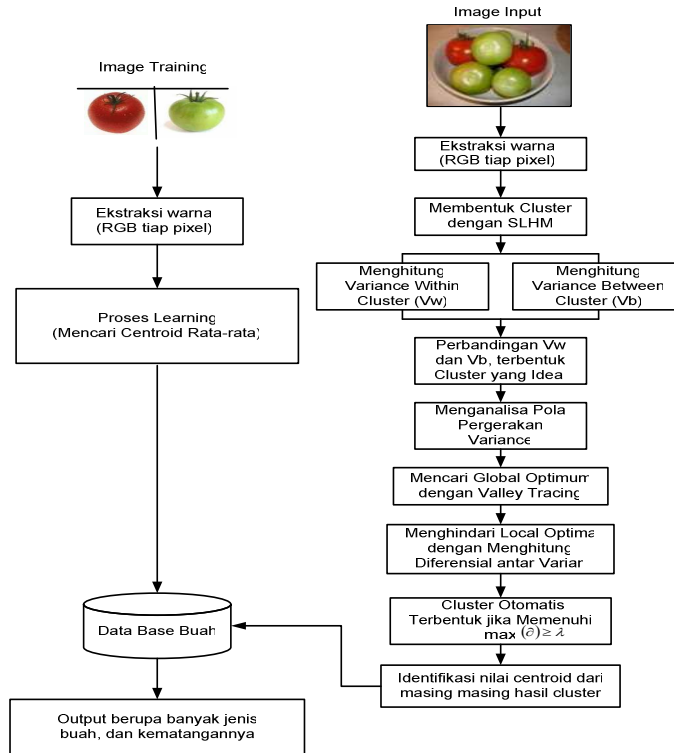 Image Training
Ekstraksi warna
(RGB tiap pixel)
Proses Learning
(Mencari Centroid Rata-rata)
Data Base Buah
Output berupa banyak jenis
buah, dan kematangannya
Image Input
Ekstraksi warna
(RGB tiap pixel)
Membentuk Cluster
dengan SLHM
Menghitung
Variance Within
Cluster (Vw)
Menghitung
Variance Between
Cluster (Vb)
Perbandingan Vw
dan Vb, terbentuk
Cluster yang Idea
Menganalisa Pola
Pergerakan
Variance
Mencari Global Optimum
dengan Valley Tracing
Menghindari Local Optima
dengan Menghitung
Diferensial antar Varian
Cluster Otomatis
Terbentuk jika Memenuhi
max (∂) ≥ λ
Identifikasi nilai centroid dari
masing masing hasil cluster